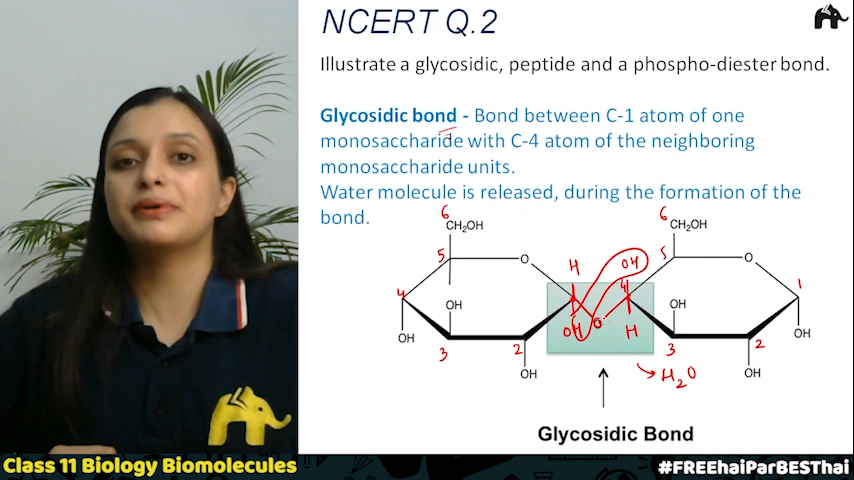 NCERT Q.2
Illustrate a glycosidic, peptide and a phospho-diester bond.
Glycosidic bond - Bond between C-1 atom of one
monosaccharide with C-4 atom of the neighboring
monosaccharide units.
Water molecule is released, during the formation of the
bond.
6 6
CH₂OH CH₂OH
5 O H OH 5 O
4 4 1
OH OH
OH OH O H OH
3 2 3 2
OH OH
H₂O
Glycosidic Bond
Class 11 Biology Biomolecules
#FREEhaiParBESThai